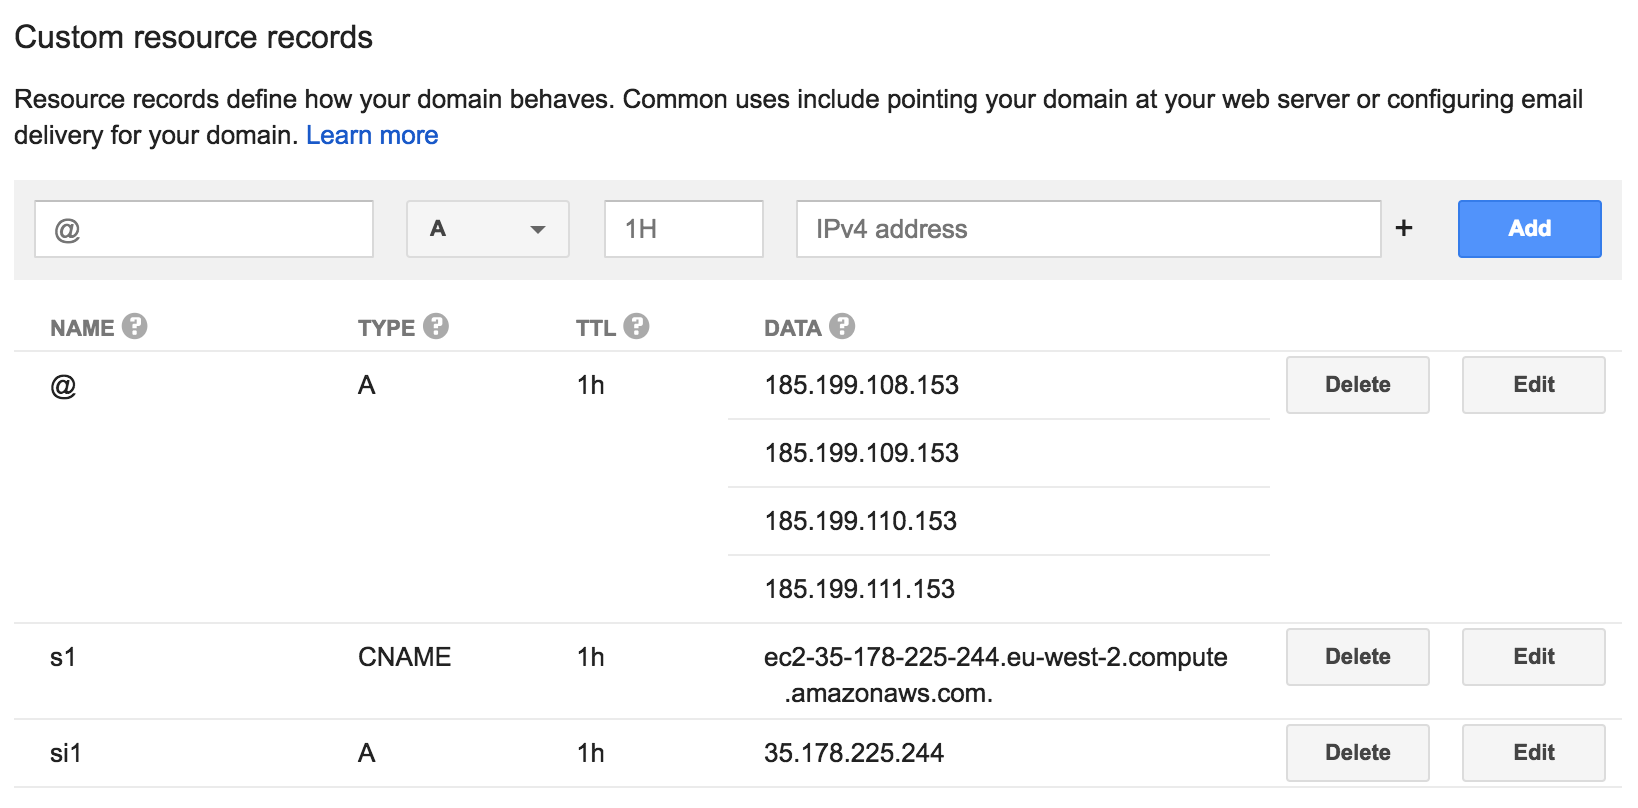 Custom resource records
Resource records define how your domain behaves. Common uses include pointing your domain at your web server or configuring email
delivery for your domain. Learn more
@ A 1H IPv4 address + Add
NAME ? TYPE ? TTL ? DATA ?
@ A 1h 185.199.108.153 Delete Edit
185.199.109.153
185.199.110.153
185.199.111.153
s1 CNAME 1h ec2-35-178-225-244.eu-west-2.compute Delete Edit
.amazonaws.com.
si1 A 1h 35.178.225.244 Delete Edit